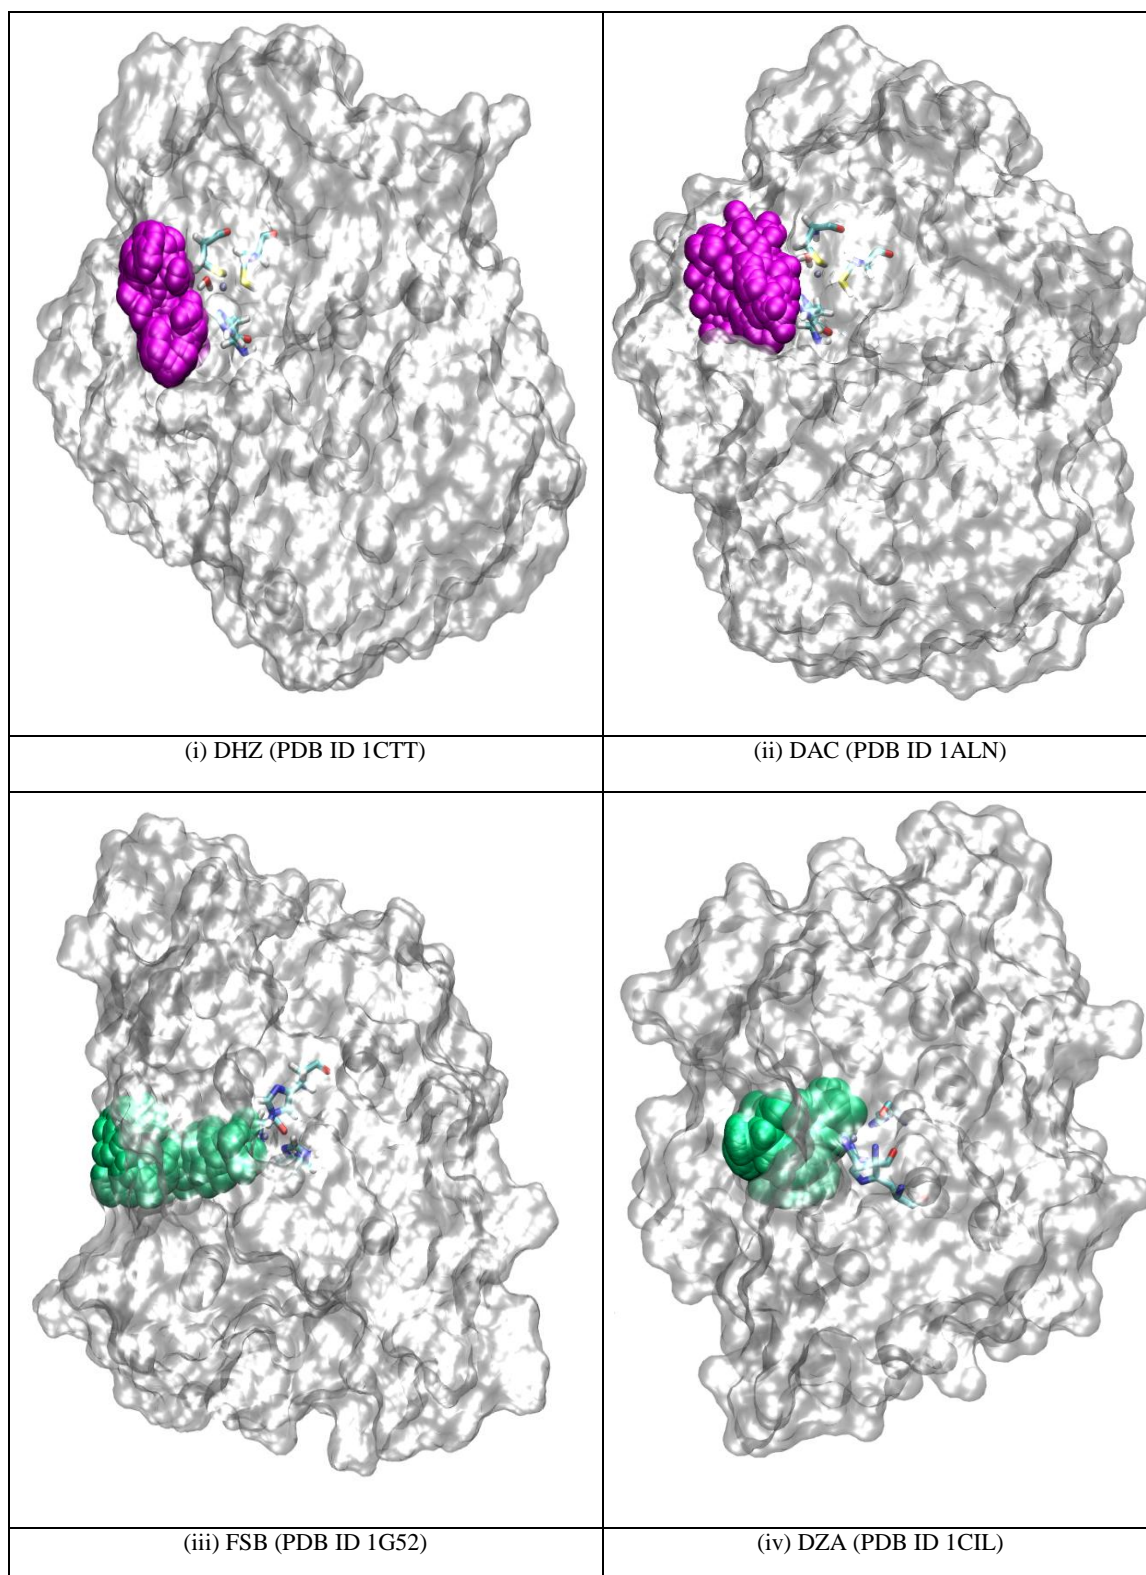 (i) DHZ (PDB ID 1CTT)
(ii) DAC (PDB ID 1ALN)
(iii) FSB (PDB ID 1G52)
(iv) DZA (PDB ID 1CIL)